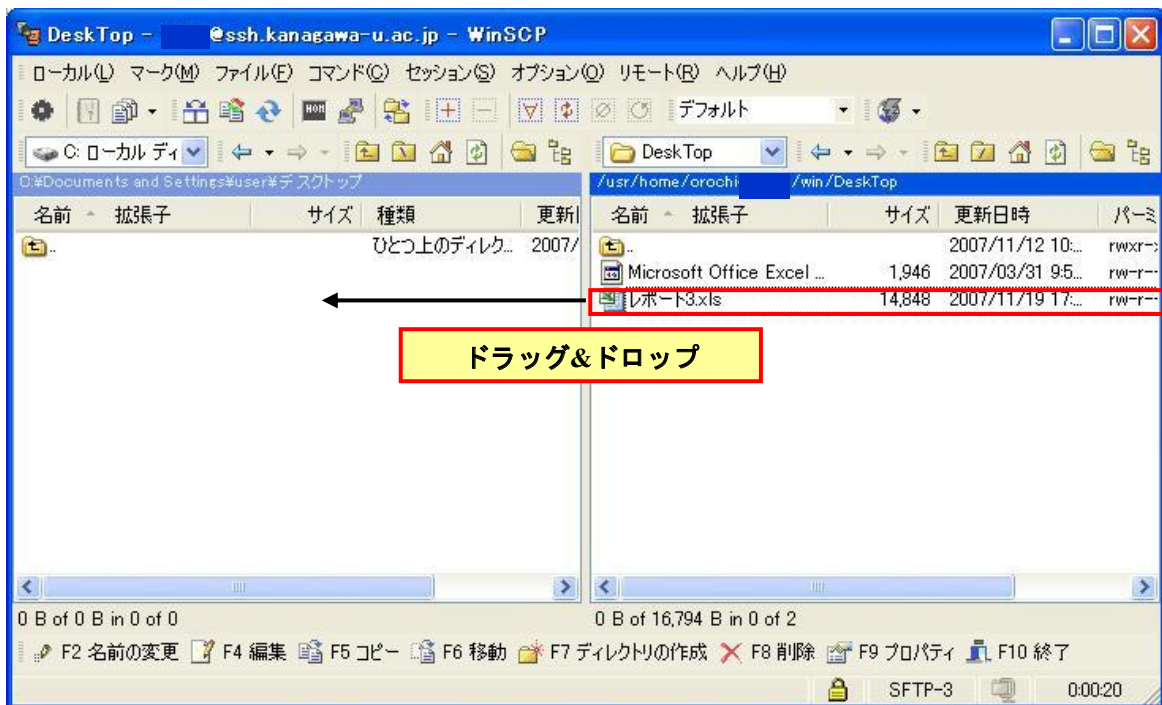 DeskTop - @ssh.kanagawa-u.ac.jp - WinSCP
ローカル(L) マーク(M) ファイル(F) コマンド(C) セッション(S) オプション(O) リモート(R) ヘルプ(H)
デフォルト
C: ローカル ディ DeskTop
C:¥Documents and Settings¥user¥デスクトップ /usr/home/orochi /win/DeskTop
名前 拡張子 サイズ 種類 更新 名前 拡張子 サイズ 更新日時 パーミ
.. ひとつ上のディレク... 2007/ .. 2007/11/12 10:... rwxr-
Microsoft Office Excel ... 1,946 2007/03/31 9:5... rw-r--
レポート3.xls 14,848 2007/11/19 17:... rw-r--
ドラッグ&ドロップ
0 B of 0 B in 0 of 0 0 B of 16,794 B in 0 of 2
F2 名前の変更 F4 編集 F5 コピー F6 移動 F7 ディレクトリの作成 F8 削除 F9 プロパティ F10 終了
SFTP-3 0:00:20